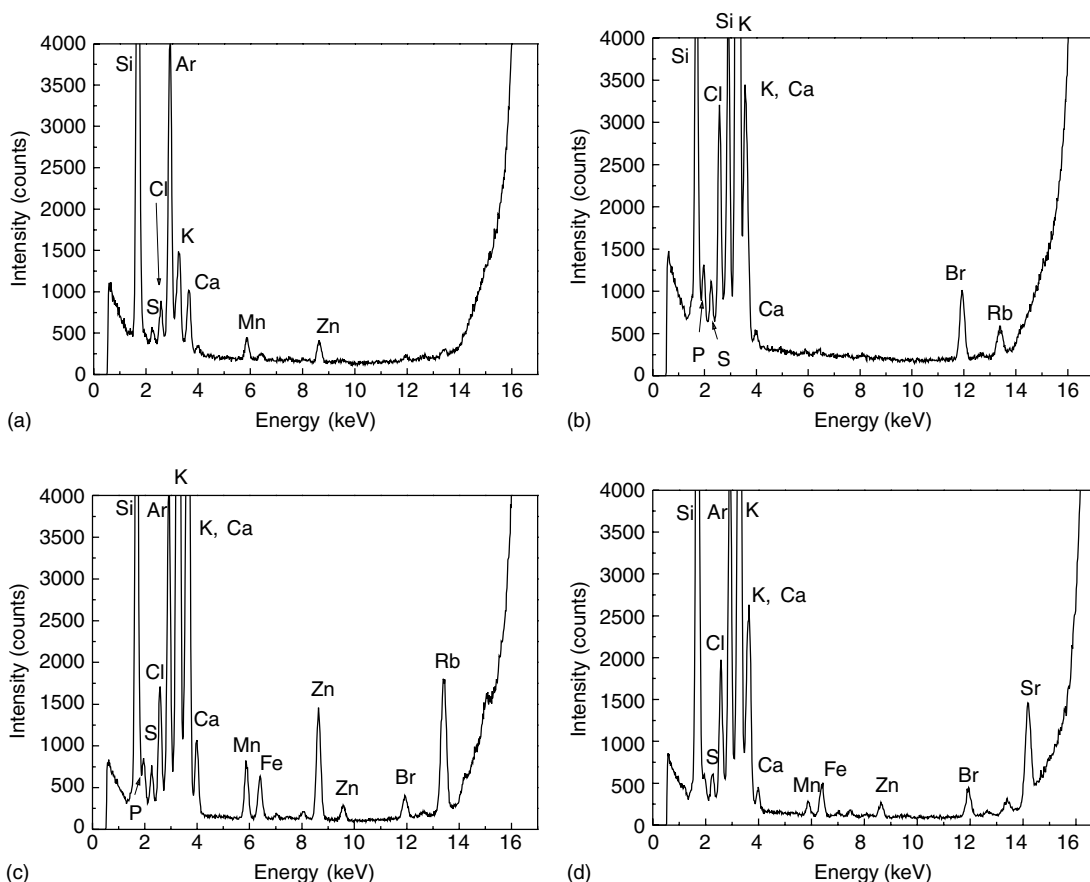 4000
3500
3000
2500
2000
1500
1000
500
0
Intensity (counts)
Si
Ar
Cl
K
S
Ca
Mn
Zn
0 2 4 6 8 10 12 14 16
Energy (keV)
(a)
Si K
4000
3500
3000
2500
2000
1500
1000
500
0
Intensity (counts)
Si
Cl
K, Ca
Br
Ca
Rb
P
S
0 2 4 6 8 10 12 14 16
Energy (keV)
(b)
K
4000
3500
3000
2500
2000
1500
1000
500
0
Intensity (counts)
Si
Ar
K, Ca
Cl
Rb
Zn
S
Ca
Mn
Fe
P
Zn
Br
0 2 4 6 8 10 12 14 16
Energy (keV)
(c)
4000
3500
3000
2500
2000
1500
1000
500
0
Intensity (counts)
Si
Ar
K
K, Ca
Cl
Sr
S
Ca
Mn
Fe
Zn
Br
0 2 4 6 8 10 12 14 16
Energy (keV)
(d)